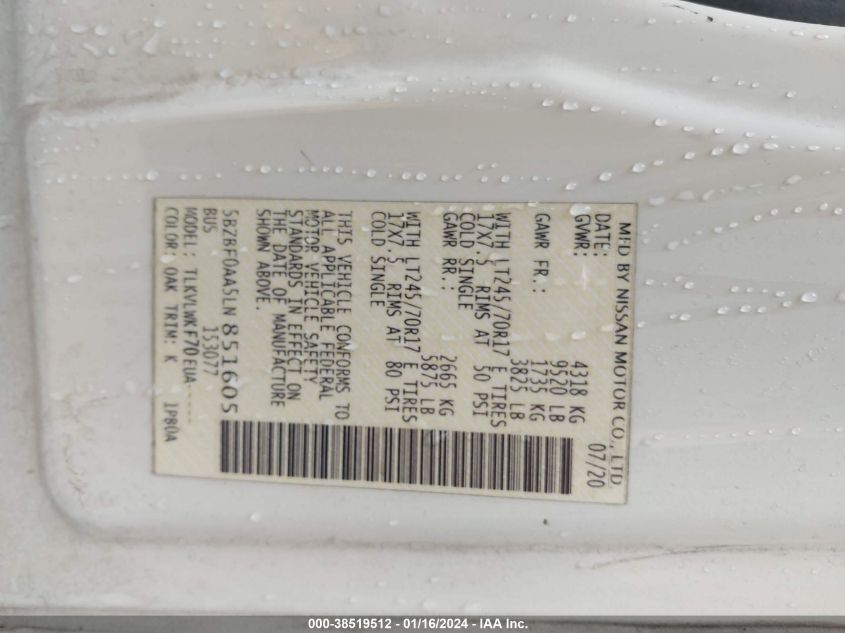 MFD BY NISSAN MOTOR CO., LTD
DATE: 07/20
GVWR: 4318 KG
9520 LB
GAWR FR.: 1735 KG
3825 LB
WITH LT245/70R17 E TIRES
17X7.5 RIMS AT 50 PSI
COLD SINGLE
GAWR RR.: 2665 KG
5875 LB
WITH LT245/70R17 E TIRES
17X7.5 RIMS AT 80 PSI
COLD SINGLE
THIS VEHICLE CONFORMS TO
ALL APPLICABLE FEDERAL
MOTOR VEHICLE SAFETY
STANDARDS IN EFFECT ON
THE DATE OF MANUFACTURE
SHOWN ABOVE.
5BZBF0AA5LN851605
BUS 153077
MODEL: TLKVLWKF70EUA-----
COLOR: QAK TRIM: K 1PB0A
000-38519512 - 01/16/2024 - IAA Inc.